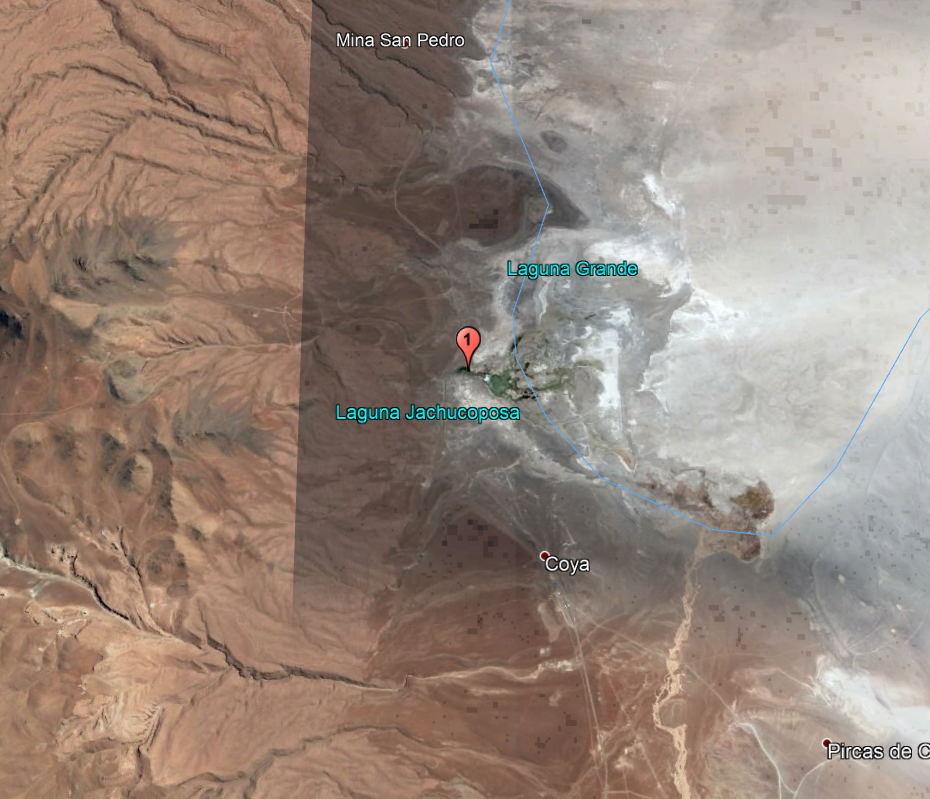 Mina San Pedro
Laguna Grande
1
Laguna Jachucoposa
Coya
Pircas de C